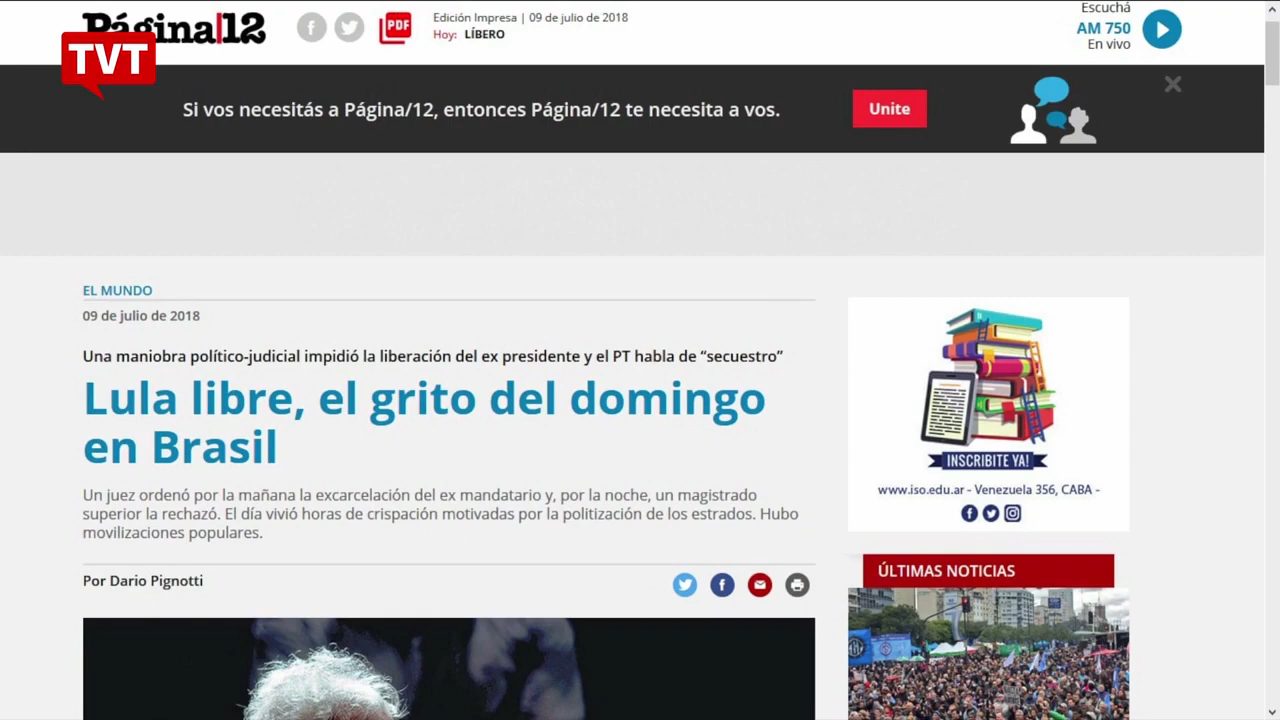 Página|12
TVT
PDF
Edición Impresa | 09 de julio de 2018
Hoy: LÍBERO
Escuchá
AM 750
En vivo
Si vos necesitás a Página/12, entonces Página/12 te necesita a vos.
Unite
EL MUNDO
09 de julio de 2018
Una maniobra político-judicial impidió la liberación del ex presidente y el PT habla de “secuestro”
Lula libre, el grito del domingo
en Brasil
Un juez ordenó por la mañana la excarcelación del ex mandatario y, por la noche, un magistrado
superior la rechazó. El día vivió horas de crispación motivadas por la politización de los estrados. Hubo
movilizaciones populares.
Por Dario Pignotti
INSCRIBITE YA!
www.iso.edu.ar - Venezuela 356, CABA -
ÚLTIMAS NOTICIAS